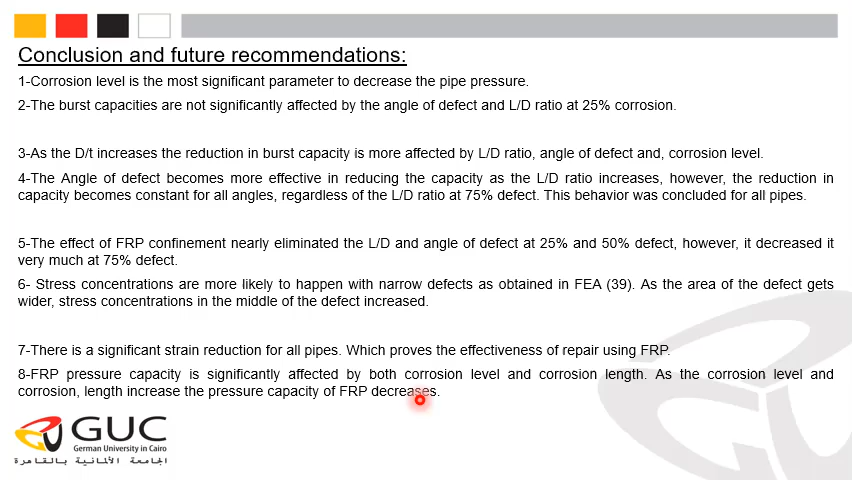 Conclusion and future recommendations:
1-Corrosion level is the most significant parameter to decrease the pipe pressure.
2-The burst capacities are not significantly affected by the angle of defect and L/D ratio at 25% corrosion.
3-As the D/t increases the reduction in burst capacity is more affected by L/D ratio, angle of defect and, corrosion level.
4-The Angle of defect becomes more effective in reducing the capacity as the L/D ratio increases, however, the reduction in
capacity becomes constant for all angles, regardless of the L/D ratio at 75% defect. This behavior was concluded for all pipes.
5-The effect of FRP confinement nearly eliminated the L/D and angle of defect at 25% and 50% defect, however, it decreased it
very much at 75% defect.
6- Stress concentrations are more likely to happen with narrow defects as obtained in FEA (39). As the area of the defect gets
wider, stress concentrations in the middle of the defect increased.
7-There is a significant strain reduction for all pipes. Which proves the effectiveness of repair using FRP.
8-FRP pressure capacity is significantly affected by both corrosion level and corrosion length. As the corrosion level and
corrosion, length increase the pressure capacity of FRP decreases.
GUC
German University in Cairo
الجامعة الألمانية بالقاهرة